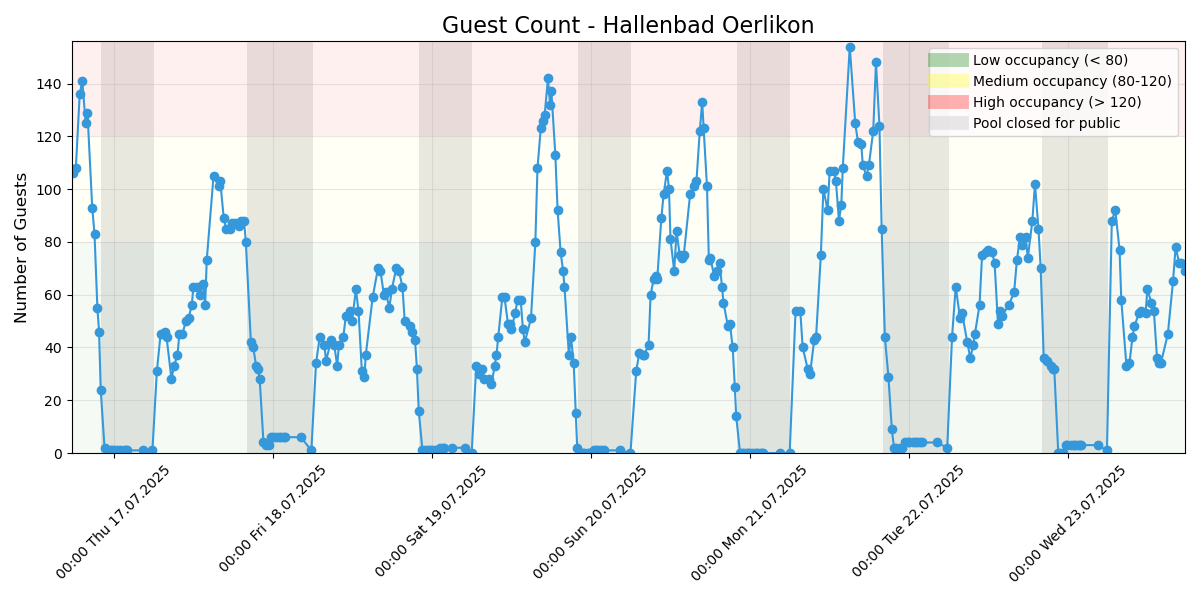 Guest Count - Hallenbad Oerlikon
Number of Guests
140
120
100
80
60
40
20
0
Low occupancy (< 80)
Medium occupancy (80-120)
High occupancy (> 120)
Pool closed for public
00:00 Thu 17.07.2025
00:00 Fri 18.07.2025
00:00 Sat 19.07.2025
00:00 Sun 20.07.2025
00:00 Mon 21.07.2025
00:00 Tue 22.07.2025
00:00 Wed 23.07.2025